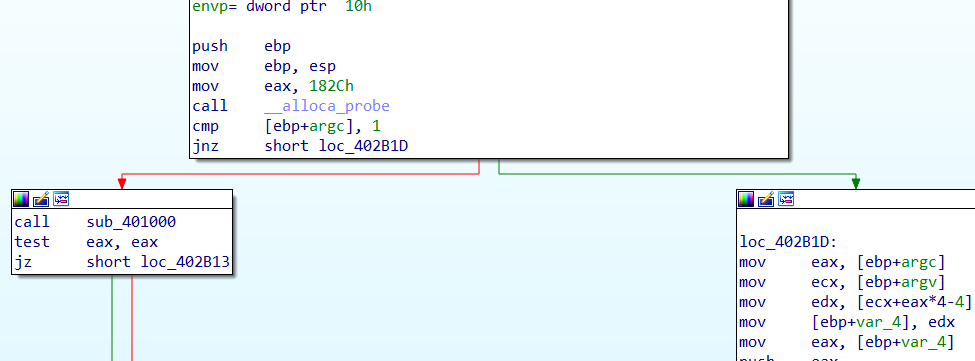 envp= dword ptr  10h
push    ebp
mov     ebp, esp
mov     eax, 182Ch
call    __alloca_probe
cmp     [ebp+argc], 1
jnz     short loc_402B1D
call    sub_401000
test    eax, eax
jz      short loc_402B13
loc_402B1D:
mov     eax, [ebp+argc]
mov     ecx, [ebp+argv]
mov     edx, [ecx+eax*4-4]
mov     [ebp+var_4], edx
mov     eax, [ebp+var_4]
push    eax